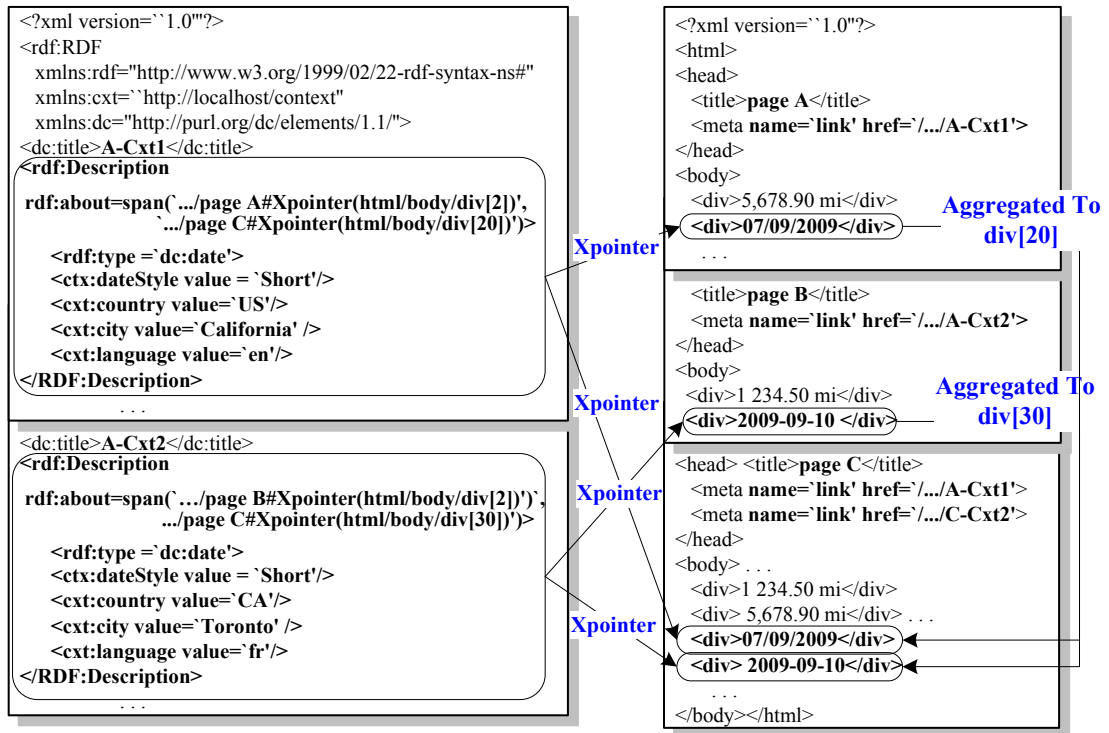 <?xml version=``1.0'"?>
<rdf:RDF
xmlns:rdf="http://www.w3.org/1999/02/22-rdf-syntax-ns#"
xmlns:cxt=``http://localhost/context"
xmlns:dc="http://purl.org/dc/elements/1.1/">
<dc:title>A-Cxt1</dc:title>
<rdf:Description
rdf:about=span(`.../page A#Xpointer(html/body/div[2])',
`.../page C#Xpointer(html/body/div[20])')>
<rdf:type =`dc:date'>
<ctx:dateStyle value = `Short'/>
<cxt:country value=`US'/>
<cxt:city value=`California' />
<cxt:language value=`en'/>
</RDF:Description>
. . .
<dc:title>A-Cxt2</dc:title>
<rdf:Description
rdf:about=span(`…/page B#Xpointer(html/body/div[2])')`,
.../page C#Xpointer(html/body/div[30])')>
<rdf:type =`dc:date'>
<ctx:dateStyle value = `Short'/>
<cxt:country value=`CA'/>
<cxt:city value=`Toronto' />
<cxt:language value=`fr'/>
</RDF:Description>
. . .
Xpointer
Xpointer
Xpointer
Xpointer
<?xml version=``1.0"?>
<html>
<head>
<title>page A</title>
<meta name=`link' href=`/.../A-Cxt1'>
</head>
<body>
<div>5,678.90 mi</div>
<div>07/09/2009</div>
. . .
Aggregated To
div[20]
<title>page B</title>
<meta name=`link' href=`/.../A-Cxt2'>
</head>
<body>
<div>1 234.50 mi</div>
<div>2009-09-10 </div>
Aggregated To
div[30]
<head> <title>page C</title>
<meta name=`link' href=`/.../A-Cxt1'>
<meta name=`link' href=`/.../C-Cxt2'>
</head>
<body> . . .
<div>1 234.50 mi</div>
<div> 5,678.90 mi</div> . . .
<div>07/09/2009</div>
<div> 2009-09-10</div>
. . .
</body></html>